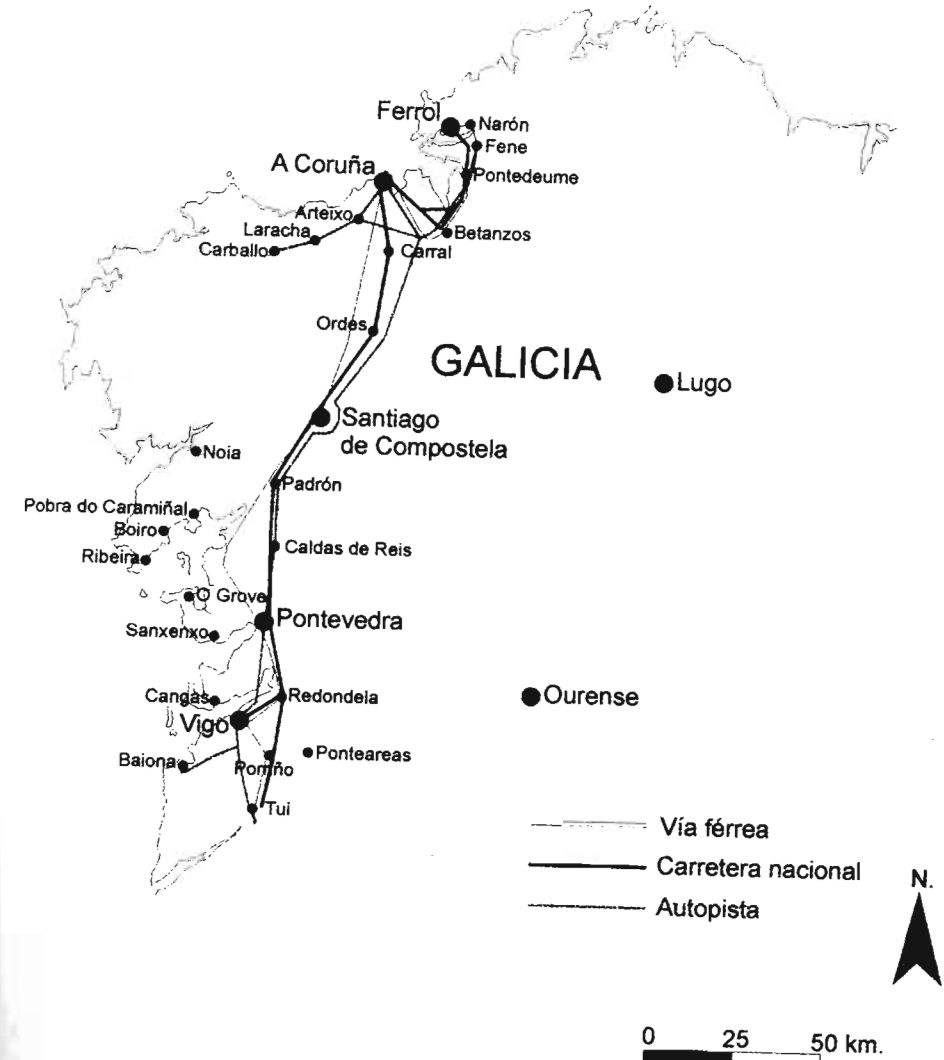 Ferrol
Narón
Fene
A Coruña
Pontedeume
Arteixo
Laracha
Betanzos
Carballo
Carral
Ordes
GALICIA
Lugo
Santiago
de Compostela
Noia
Padrón
Pobra do Caramiñal
Boiro
Caldas de Reis
Ribeira
O Grove
Pontevedra
Sanxenxo
Cangas
Redondela
Ourense
Vigo
Baiona
Porriño
Ponteareas
Tui
Vía férrea
Carretera nacional
N.
Autopista
0 25 50 km.